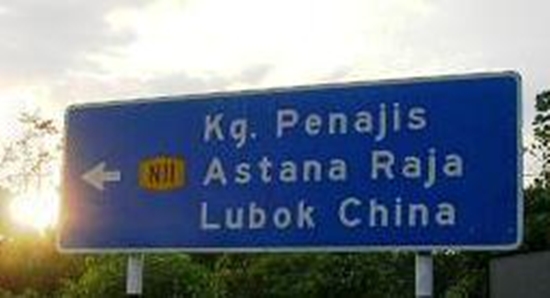 Kg. Penajis
N11 Astana Raja
Lubok China